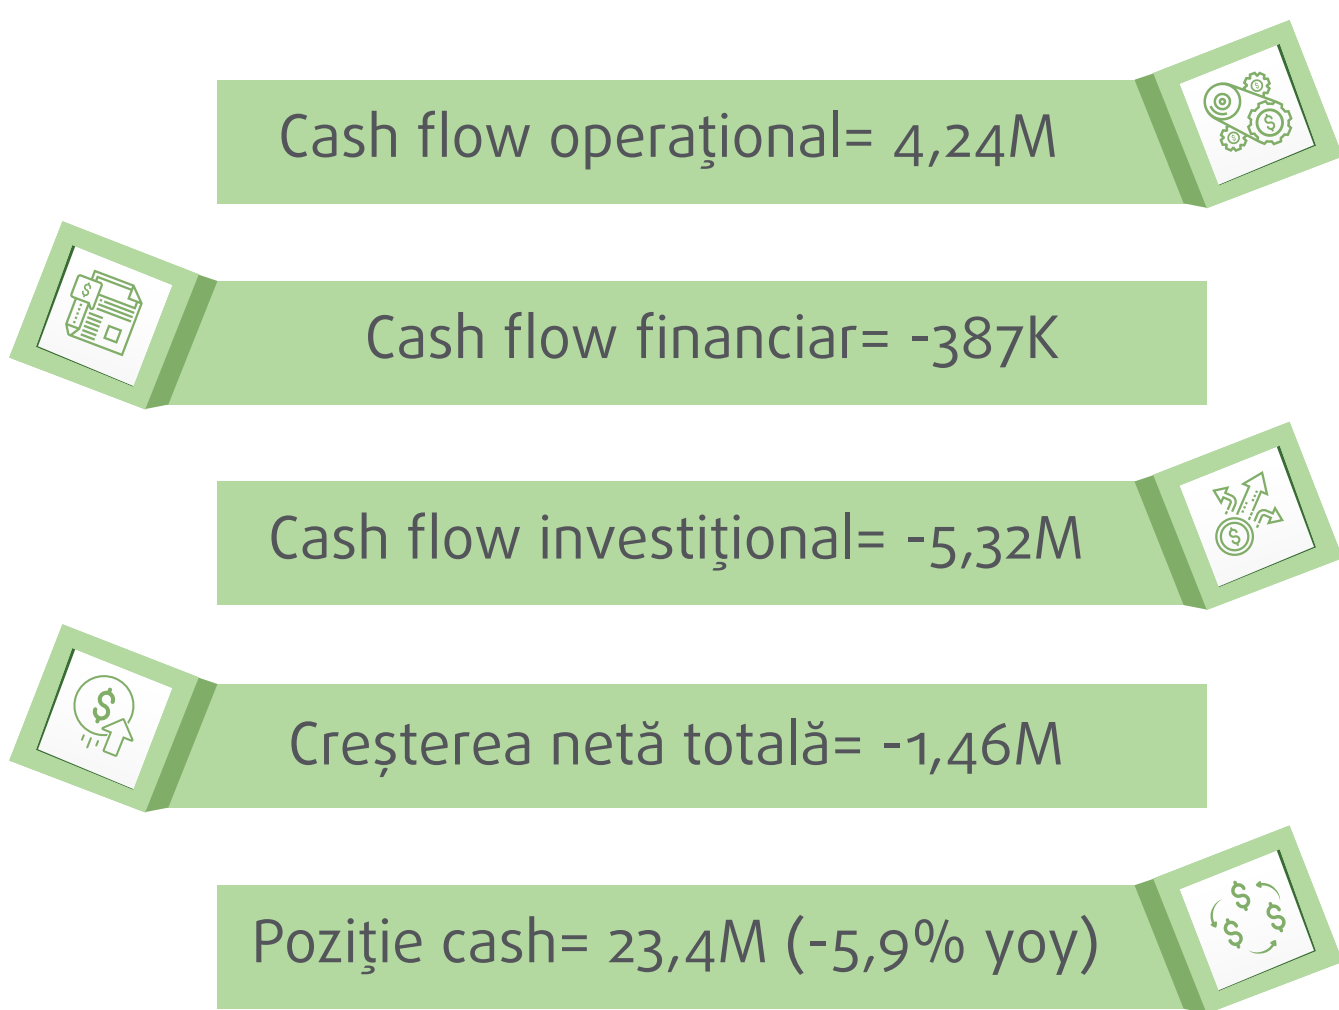 Cash flow operaţional= 4,24M
Cash flow financiar= -387K
Cash flow investiţional= -5,32M
Creșterea netă totală= -1,46M
Poziţie cash= 23,4M (-5,9% yoy)